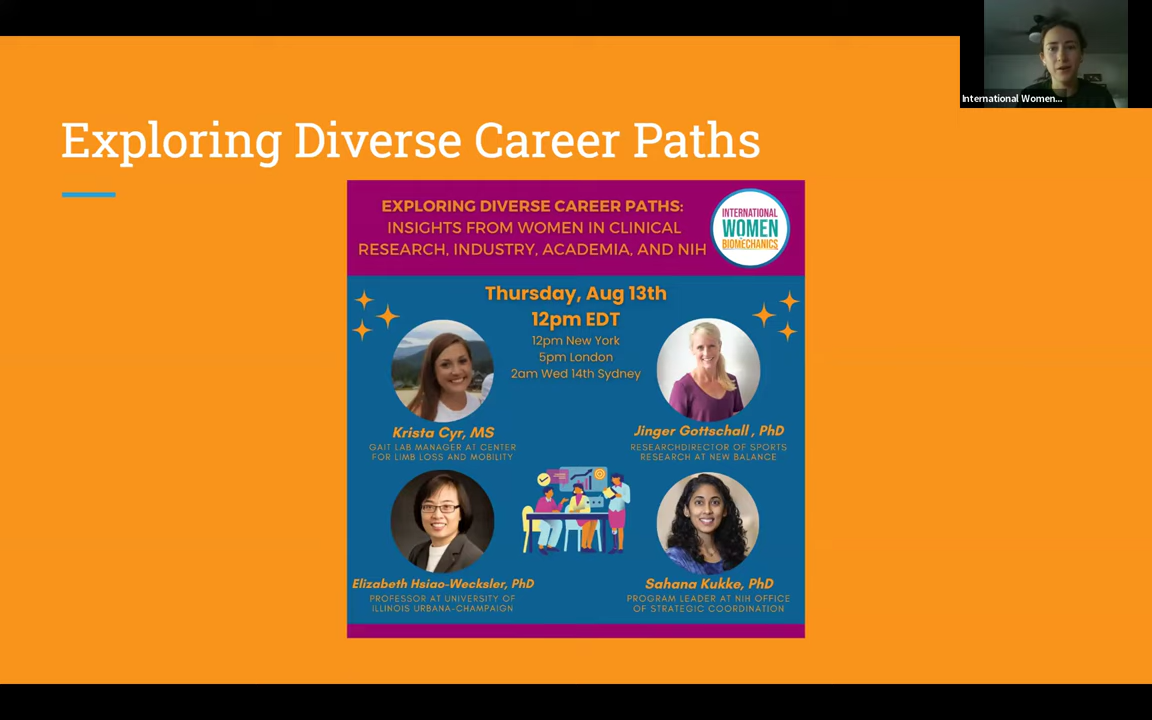 International Women...
Exploring Diverse Career Paths
EXPLORING DIVERSE CAREER PATHS:
INSIGHTS FROM WOMEN IN CLINICAL
RESEARCH, INDUSTRY, ACADEMIA, AND NIH
INTERNATIONAL
WOMEN
IN
BIOMECHANICS
Thursday, Aug 13th
12pm EDT
12pm New York
5pm London
2am Wed 14th Sydney
Krista Cyr, MS
GAIT LAB MANAGER AT CENTER
FOR LIMB LOSS AND MOBILITY
Jinger Gottschall , PhD
RESEARCHDIRECTOR OF SPORTS
RESEARCH AT NEW BALANCE
Elizabeth Hsiao-Wecksler, PhD
PROFESSOR AT UNIVERSITY OF
ILLINOIS URBANA-CHAMPAIGN
Sahana Kukke, PhD
PROGRAM LEADER AT NIH OFFICE
OF STRATEGIC COORDINATION